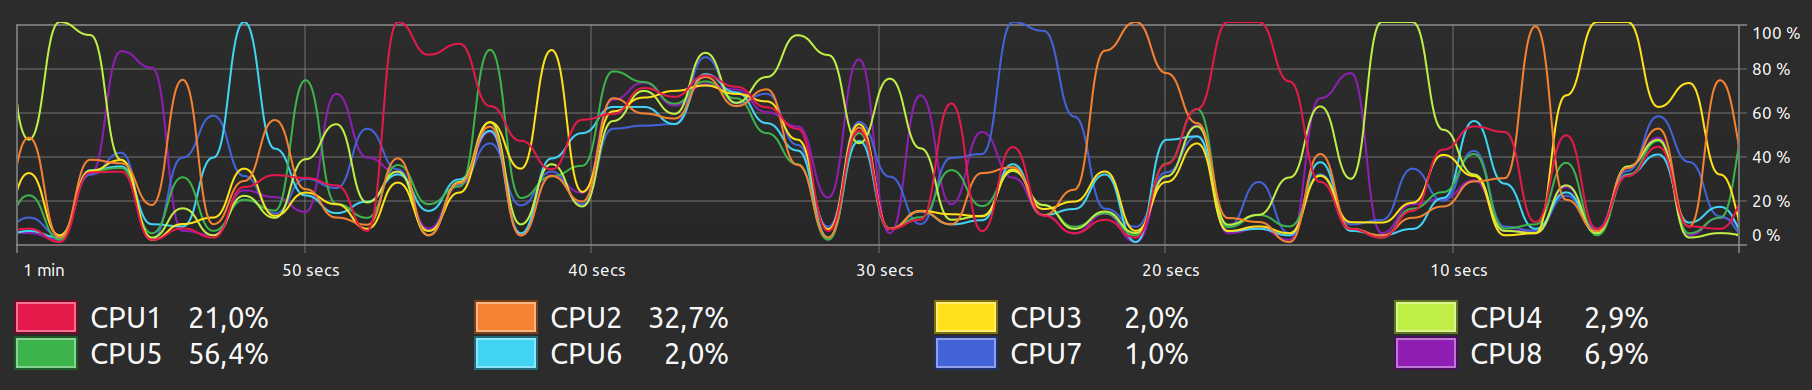 100 %
80 %
60 %
40 %
20 %
0 %
1 min 50 secs 40 secs 30 secs 20 secs 10 secs
CPU1 21,0% CPU2 32,7% CPU3 2,0% CPU4 2,9%
CPU5 56,4% CPU6 2,0% CPU7 1,0% CPU8 6,9%